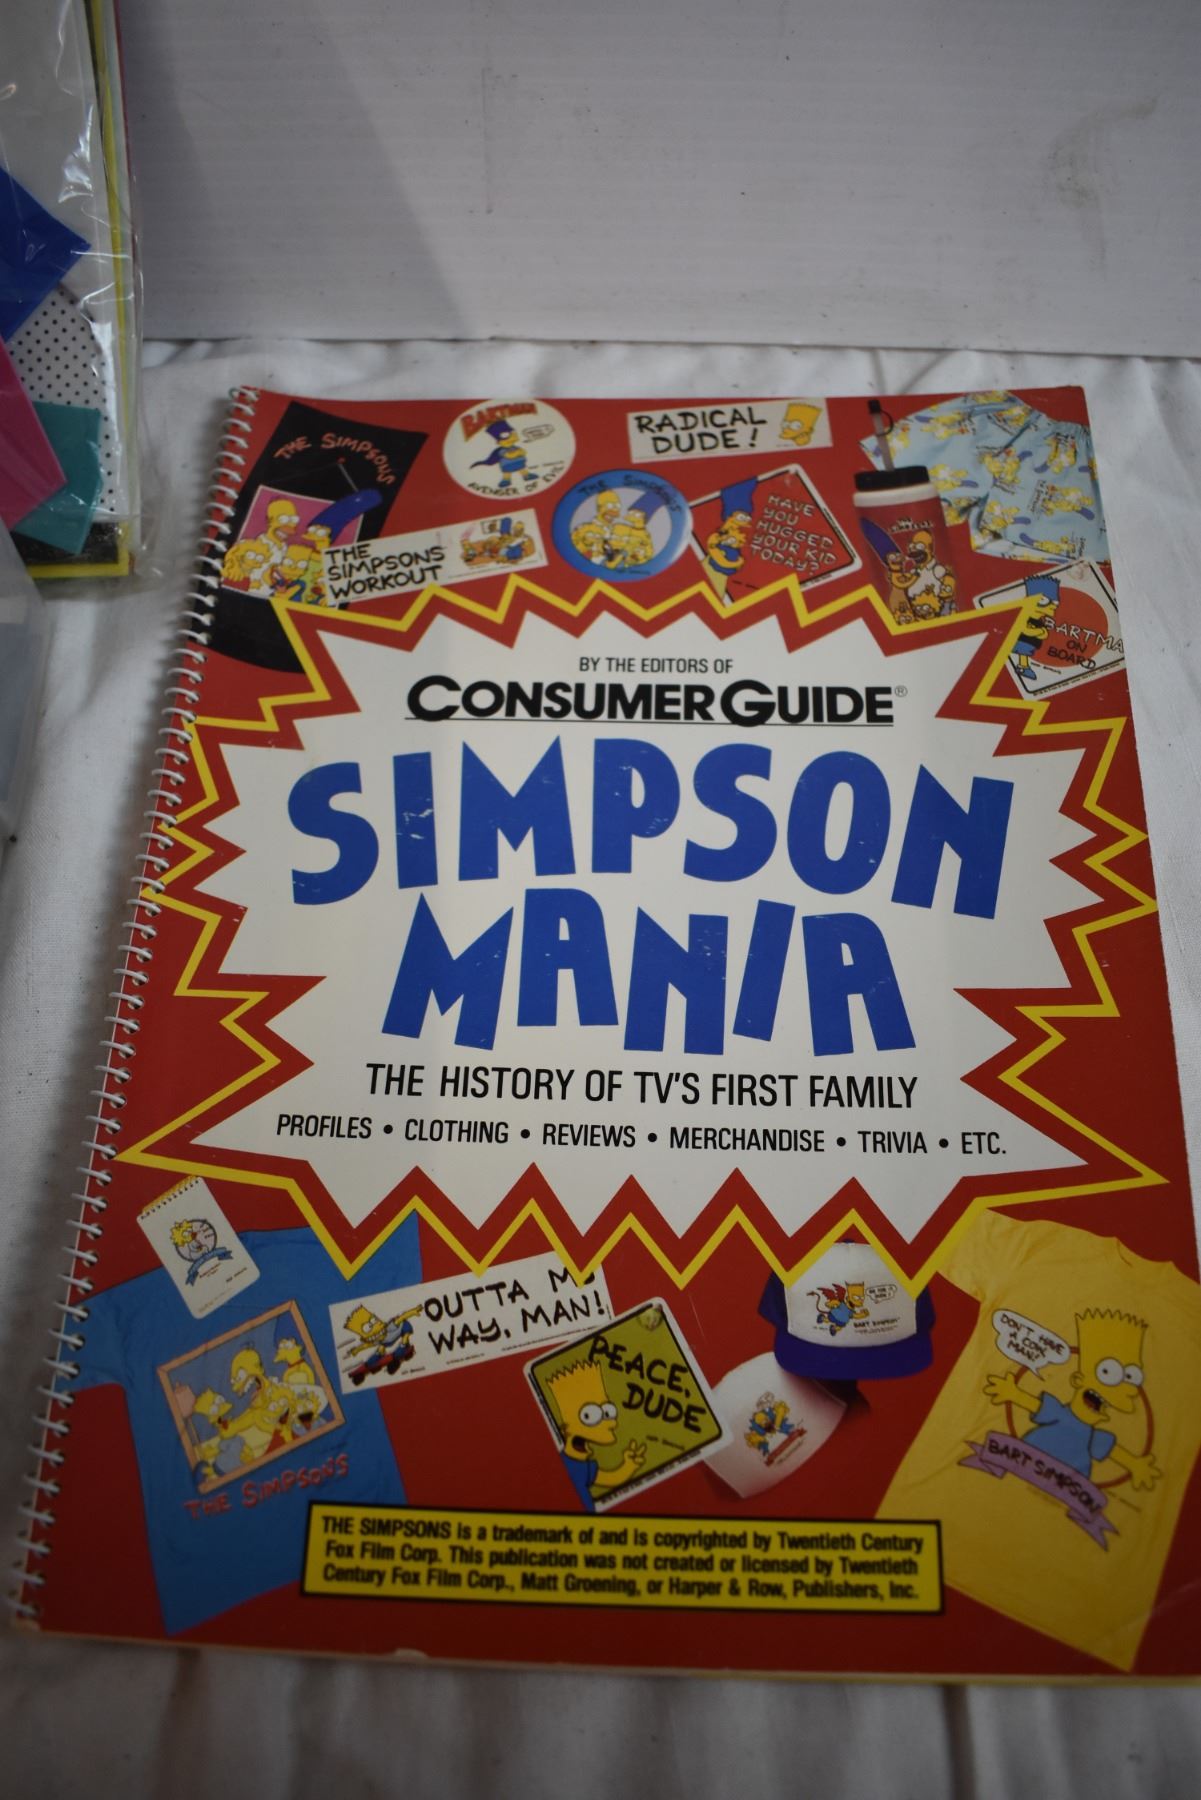 THE SIMPSONS
BARTMAN
AVENGER OF EVIL
RADICAL
DUDE!
THE SIMPSONS
HAVE
YOU
HUGGED
YOUR KID
TODAY?
THE
SIMPSONS
WORKOUT
BARTMA
ON
BOARD
BY THE EDITORS OF
CONSUMER GUIDE®
SIMPSON
MANIA
THE HISTORY OF TV'S FIRST FAMILY
PROFILES • CLOTHING • REVIEWS • MERCHANDISE • TRIVIA • ETC.
OUTTA MY
WAY, MAN!
PEACE,
DUDE
BART SIMPSON
DON'T HAVE
A COW,
MAN!
BART SIMPSON
THE SIMPSONS
THE SIMPSONS is a trademark of and is copyrighted by Twentieth Century
Fox Film Corp. This publication was not created or licensed by Twentieth
Century Fox Film Corp., Matt Groening, or Harper & Row, Publishers, Inc.